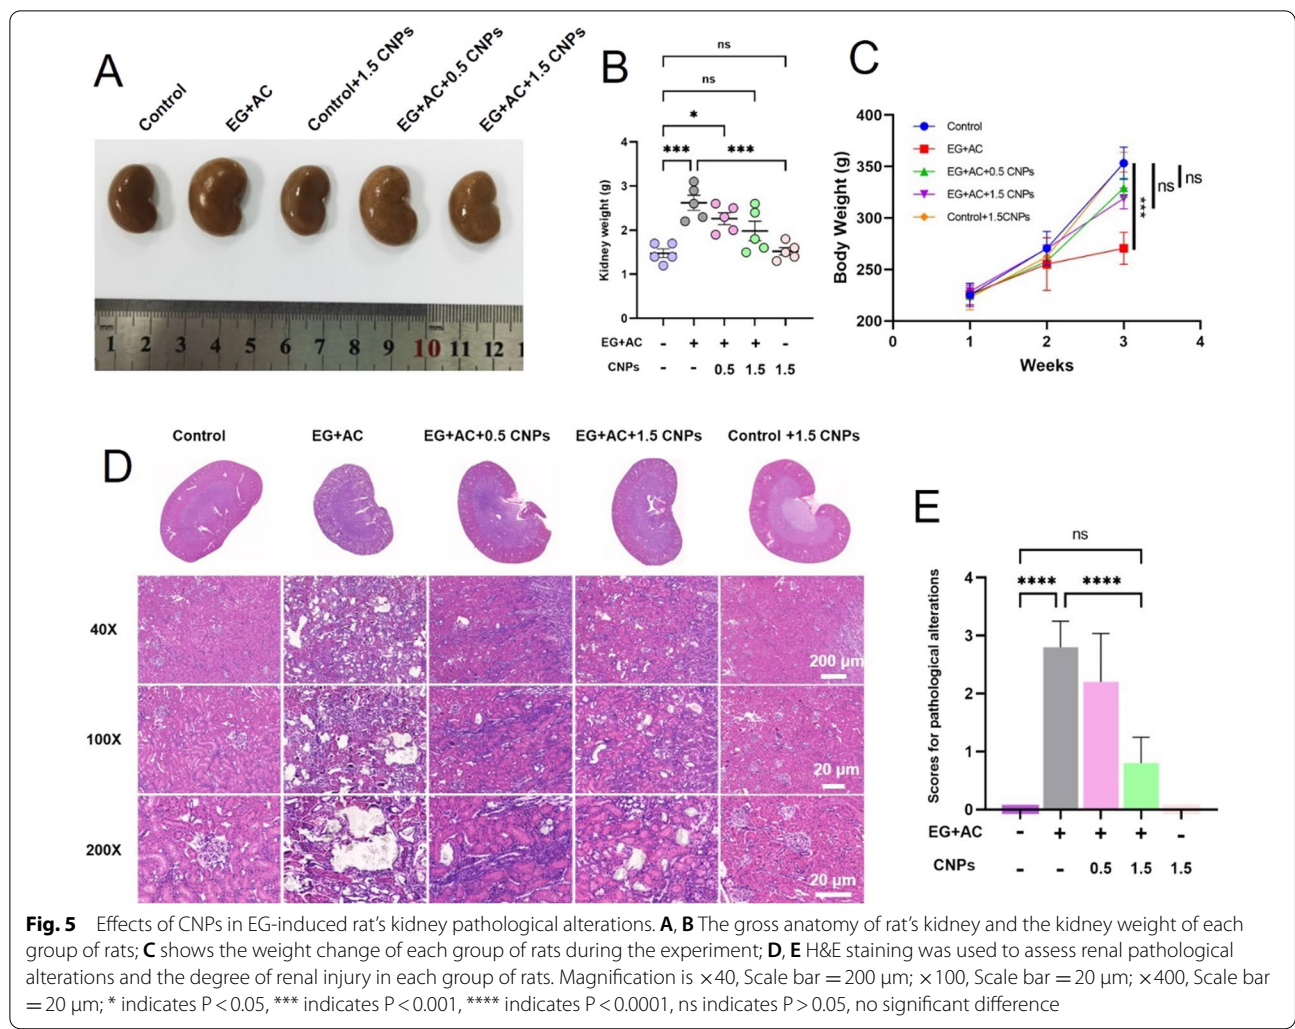 A
Control
EG+AC
Control+1.5 CNPs
EG+AC+0.5 CNPs
EG+AC+1.5 CNPs
mm
mm
1 2 3 4 5 6 7 8 9 10 11 12
B
ns
ns
*
*** ***
Kidney weight (g)
4
3
2
1
0
EG+AC - + + + -
CNPs - - 0.5 1.5 1.5
C
Body Weight (g)
400
350
300
250
200
Control
EG+AC
EG+AC+0.5 CNPs
EG+AC+1.5 CNPs
Control+1.5CNPs
*** ns ns
0 1 2 3 4
Weeks
D
Control EG+AC EG+AC+0.5 CNPs EG+AC+1.5 CNPs Control +1.5 CNPs
40X
200 µm
100X
20 µm
200X
20 µm
E
ns
**** ****
Scores for pathological alterations
4
3
2
1
0
EG+AC - + + + -
CNPs - - 0.5 1.5 1.5
Fig. 5 Effects of CNPs in EG-induced rat's kidney pathological alterations. A, B The gross anatomy of rat's kidney and the kidney weight of each
group of rats; C shows the weight change of each group of rats during the experiment; D, E H&E staining was used to assess renal pathological
alterations and the degree of renal injury in each group of rats. Magnification is ×40, Scale bar = 200 µm; ×100, Scale bar = 20 µm; ×400, Scale bar
= 20 µm; * indicates P < 0.05, *** indicates P < 0.001, **** indicates P < 0.0001, ns indicates P > 0.05, no significant difference